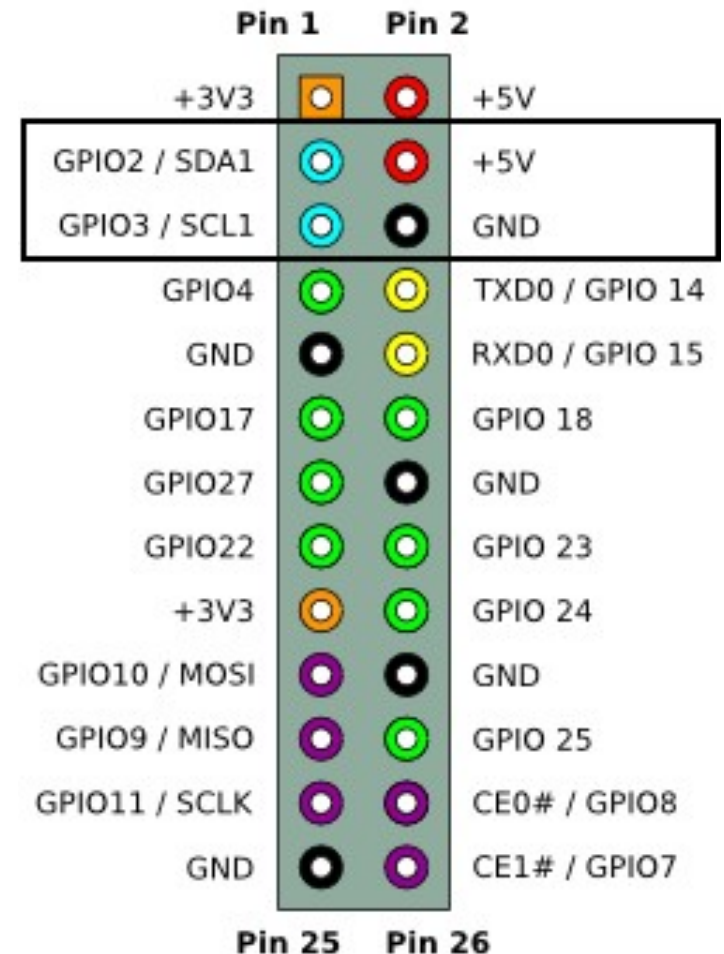 Pin 1 Pin 2
+3V3 +5V
GPIO2 / SDA1 +5V
GPIO3 / SCL1 GND
GPIO4 TXD0 / GPIO 14
GND RXD0 / GPIO 15
GPIO17 GPIO 18
GPIO27 GND
GPIO22 GPIO 23
+3V3 GPIO 24
GPIO10 / MOSI GND
GPIO9 / MISO GPIO 25
GPIO11 / SCLK CE0# / GPIO8
GND CE1# / GPIO7
Pin 25 Pin 26